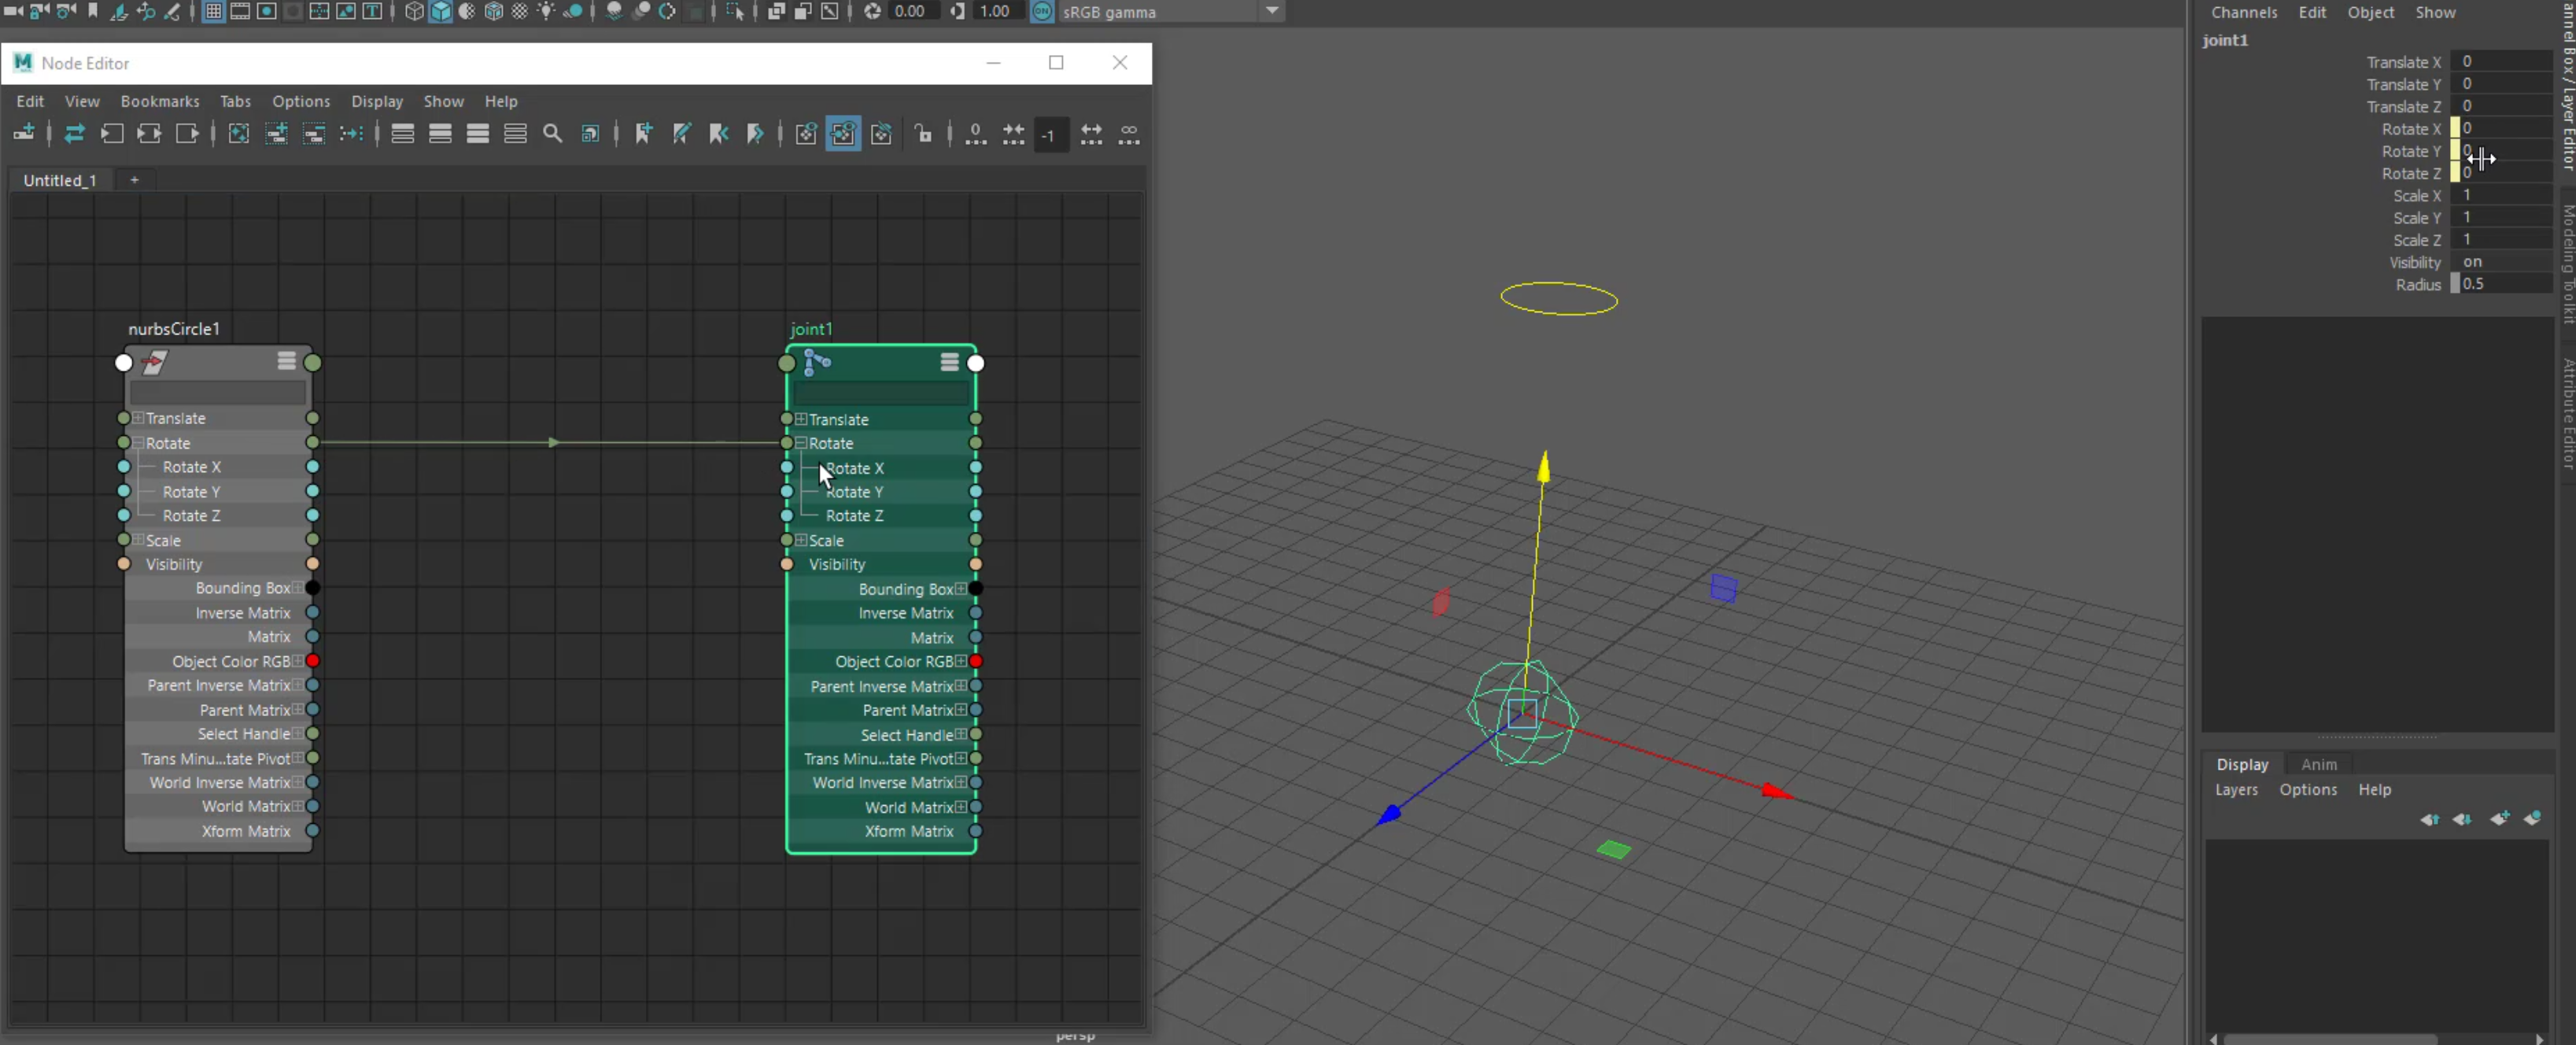 0.00
1.00
ON
sRGB gamma
Node Editor
Edit View Bookmarks Tabs Options Display Show Help
0
-1
Untitled_1 +
nurbsCircle1
Translate
Rotate
Rotate X
Rotate Y
Rotate Z
Scale
Visibility
Bounding Box
Inverse Matrix
Matrix
Object Color RGB
Parent Inverse Matrix
Parent Matrix
Select Handle
Trans Minu...tate Pivot
World Inverse Matrix
World Matrix
Xform Matrix
joint1
Translate
Rotate
Rotate X
Rotate Y
Rotate Z
Scale
Visibility
Bounding Box
Inverse Matrix
Matrix
Object Color RGB
Parent Inverse Matrix
Parent Matrix
Select Handle
Trans Minu...tate Pivot
World Inverse Matrix
World Matrix
Xform Matrix
persp
Channels Edit Object Show
joint1
Translate X 0
Translate Y 0
Translate Z 0
Rotate X 0
Rotate Y 0
Rotate Z 0
Scale X 1
Scale Y 1
Scale Z 1
Visibility on
Radius 0.5
Display Anim
Layers Options Help
annel Box / Layer Editor
Modeling Toolkit
Attribute Editor